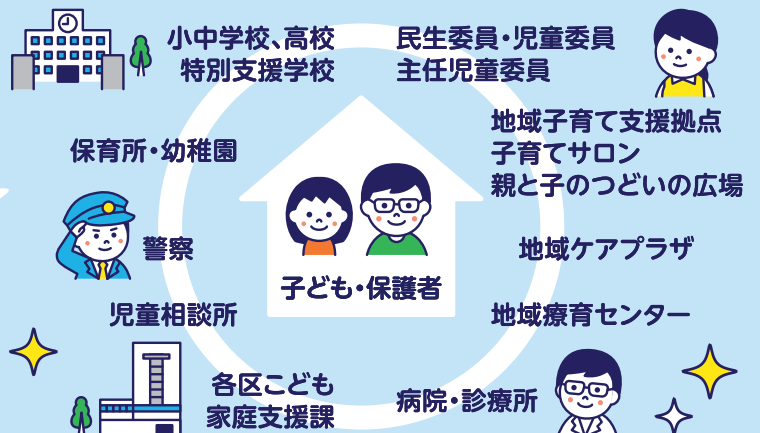 小中学校、高校
特別支援学校
民生委員・児童委員
主任児童委員
地域子育て支援拠点
子育てサロン
親と子のつどいの広場
保育所・幼稚園
警察
地域ケアプラザ
子ども・保護者
児童相談所
地域療育センター
各区こども
家庭支援課
病院・診療所